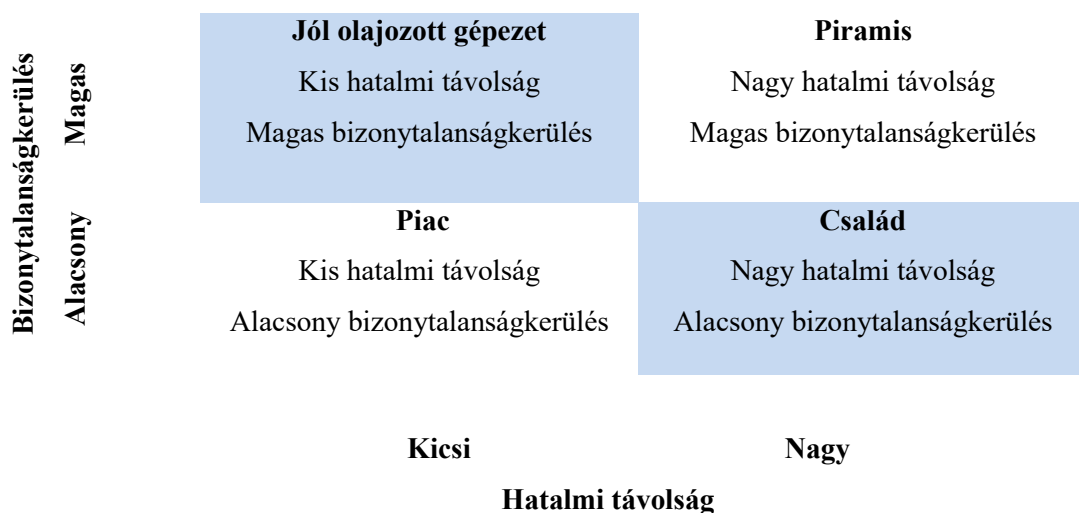 Bizonytalanságkerülés
Magas
Jól olajozott gépezet
Kis hatalmi távolság
Magas bizonytalanságkerülés
Piramis
Nagy hatalmi távolság
Magas bizonytalanságkerülés
Alacsony
Piac
Kis hatalmi távolság
Alacsony bizonytalanságkerülés
Család
Nagy hatalmi távolság
Alacsony bizonytalanságkerülés
Kicsi
Nagy
Hatalmi távolság